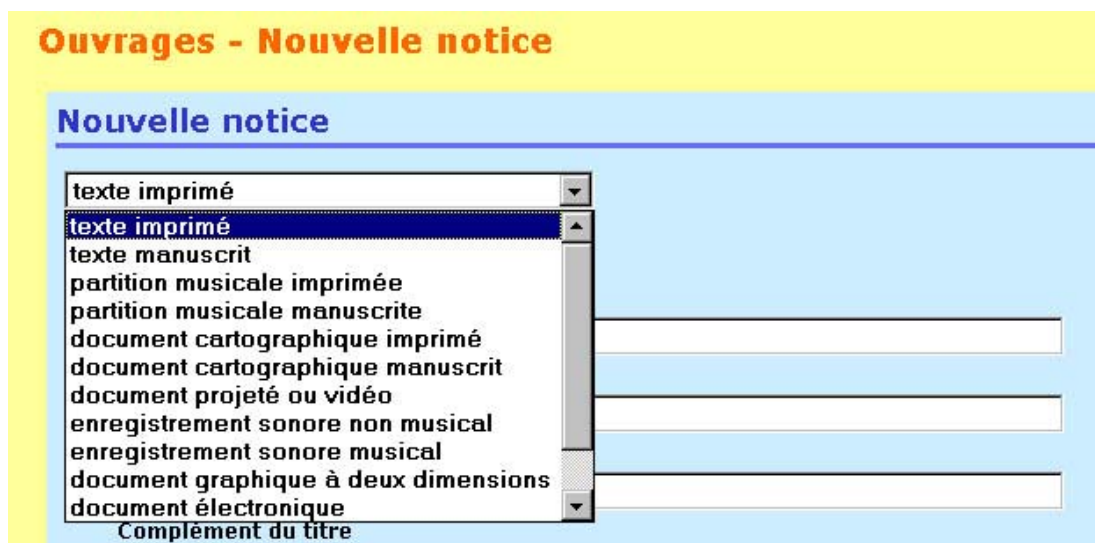 Ouvrages - Nouvelle notice
Nouvelle notice
texte imprimé
texte imprimé
texte manuscrit
partition musicale imprimée
partition musicale manuscrite
document cartographique imprimé
document cartographique manuscrit
document projeté ou vidéo
enregistrement sonore non musical
enregistrement sonore musical
document graphique à deux dimensions
document électronique
Complément du titre